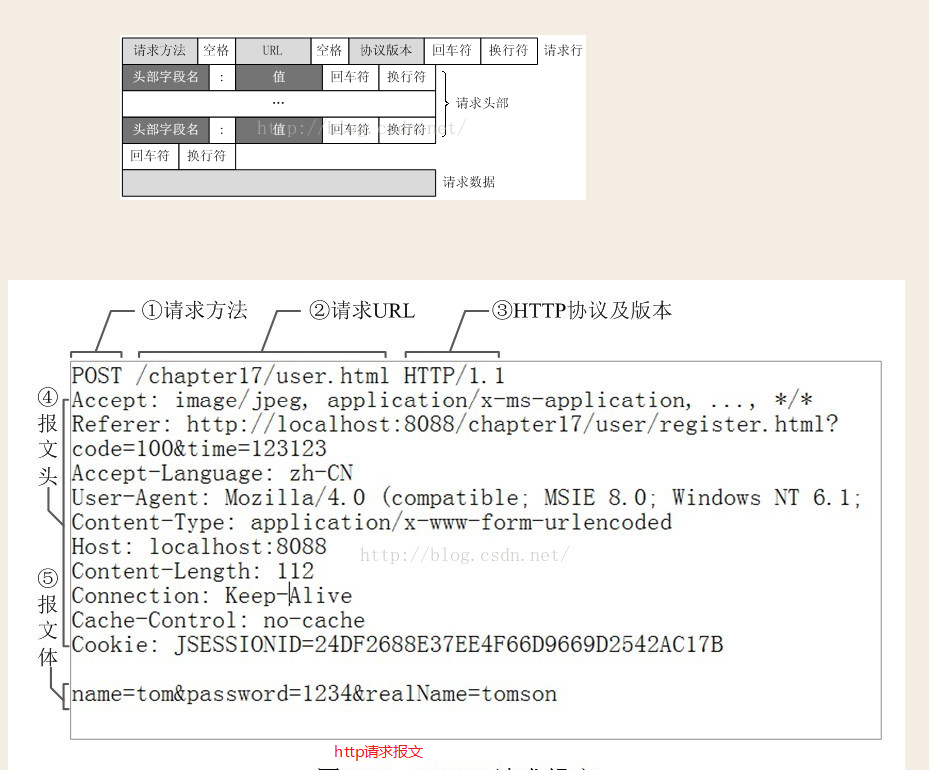 请求方法 空格 URL 空格 协议版本 回车符 换行符 请求行
头部字段名 : 值 回车符 换行符
... 请求头部
头部字段名 : 值 回车符 换行符
http://blog.csdn.net/
回车符 换行符
请求数据
①请求方法 ②请求URL ③HTTP协议及版本
POST /chapter17/user.html HTTP/1.1
Accept: image/jpeg, application/x-ms-application, ..., */*
Referer: http://localhost:8088/chapter17/user/register.html?
code=100&time=123123
Accept-Language: zh-CN
User-Agent: Mozilla/4.0 (compatible; MSIE 8.0; Windows NT 6.1;
Content-Type: application/x-www-form-urlencoded
Host: localhost:8088
http://blog.csdn.net/
Content-Length: 112
Connection: Keep-Alive
Cache-Control: no-cache
Cookie: JSESSIONID=24DF2688E37EE4F66D9669D2542AC17B
name=tom&password=1234&realName=tomson
④报文头
⑤报文体
http请求报文